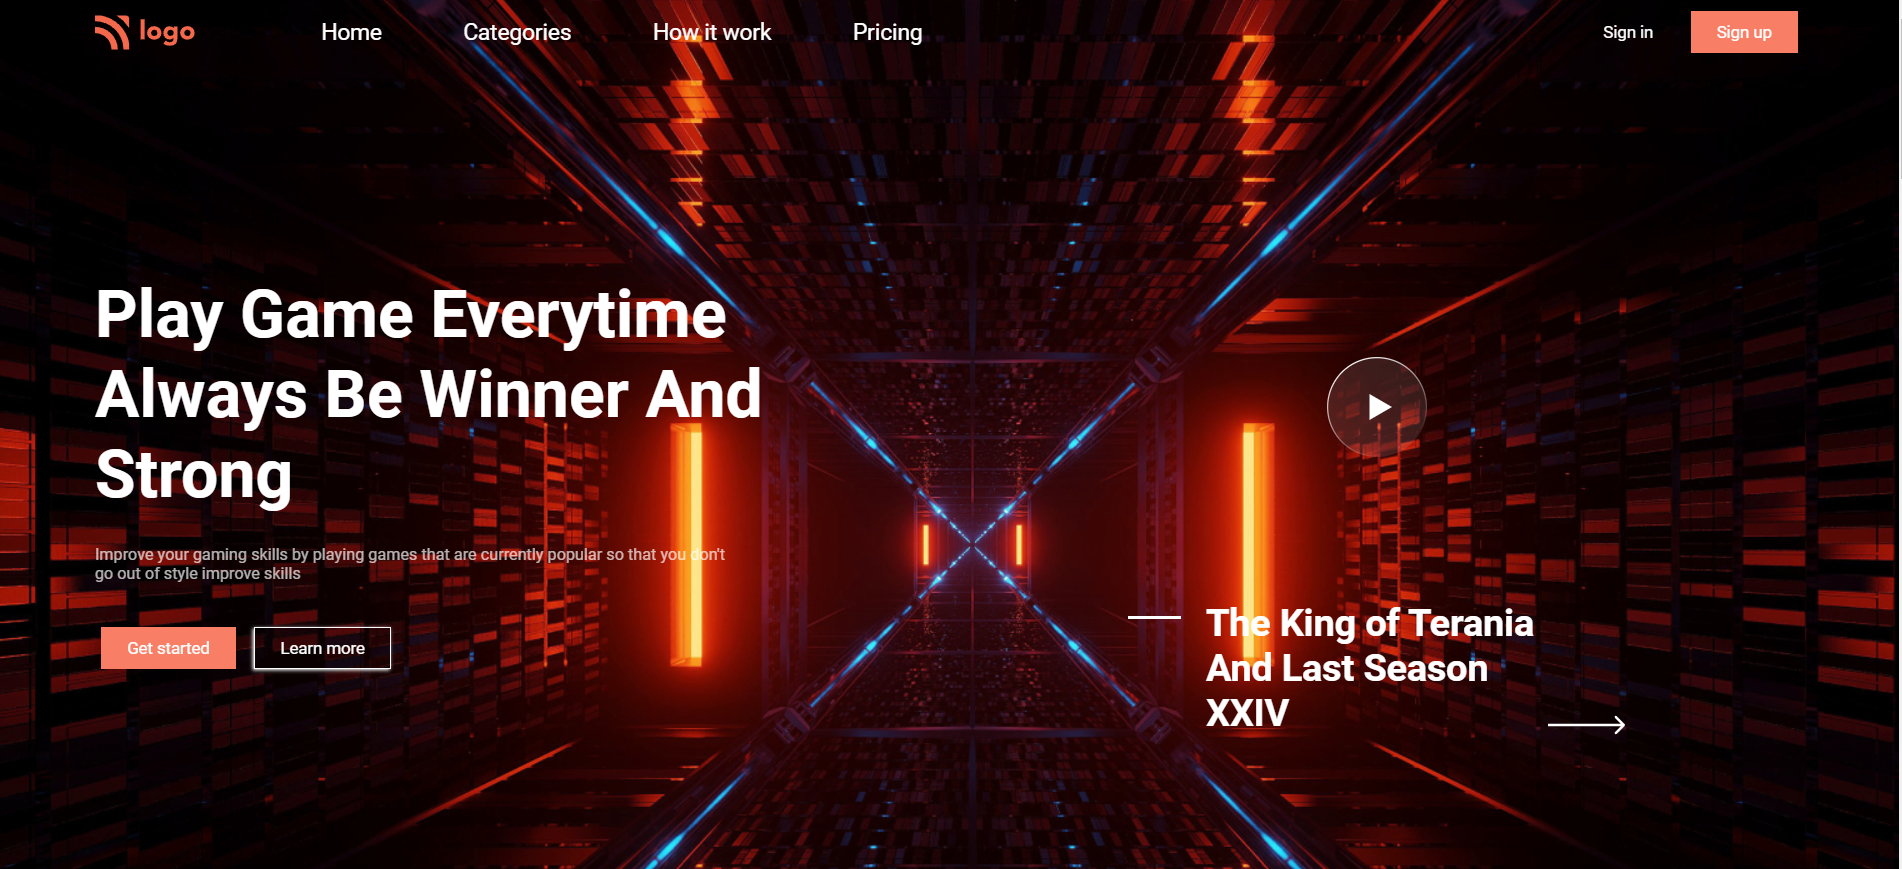 logo
Home
Categories
How it work
Pricing
Sign in
Sign up
Play Game Everytime
Always Be Winner And
Strong
Improve your gaming skills by playing games that are currently popular so that you don't
go out of style improve skills
Get started
Learn more
The King of Terania
And Last Season
XXIV